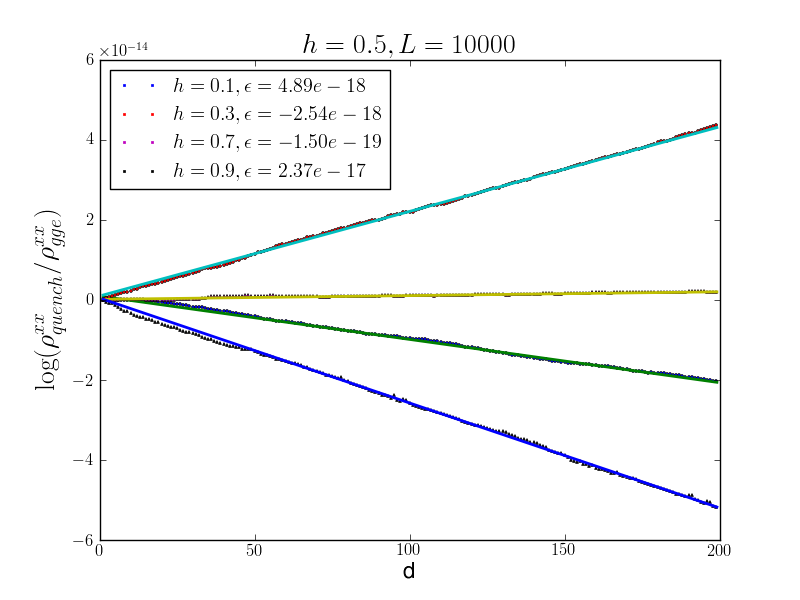 h = 0.5, L = 10000
×10⁻¹⁴
h = 0.1, ϵ = 4.89e − 18
h = 0.3, ϵ = −2.54e − 18
h = 0.7, ϵ = −1.50e − 19
h = 0.9, ϵ = 2.37e − 17
6
4
2
0
−2
−4
−6
log(ρ^{xx}_{quench}/ρ^{xx}_{gge})
0 50 100 150 200
d